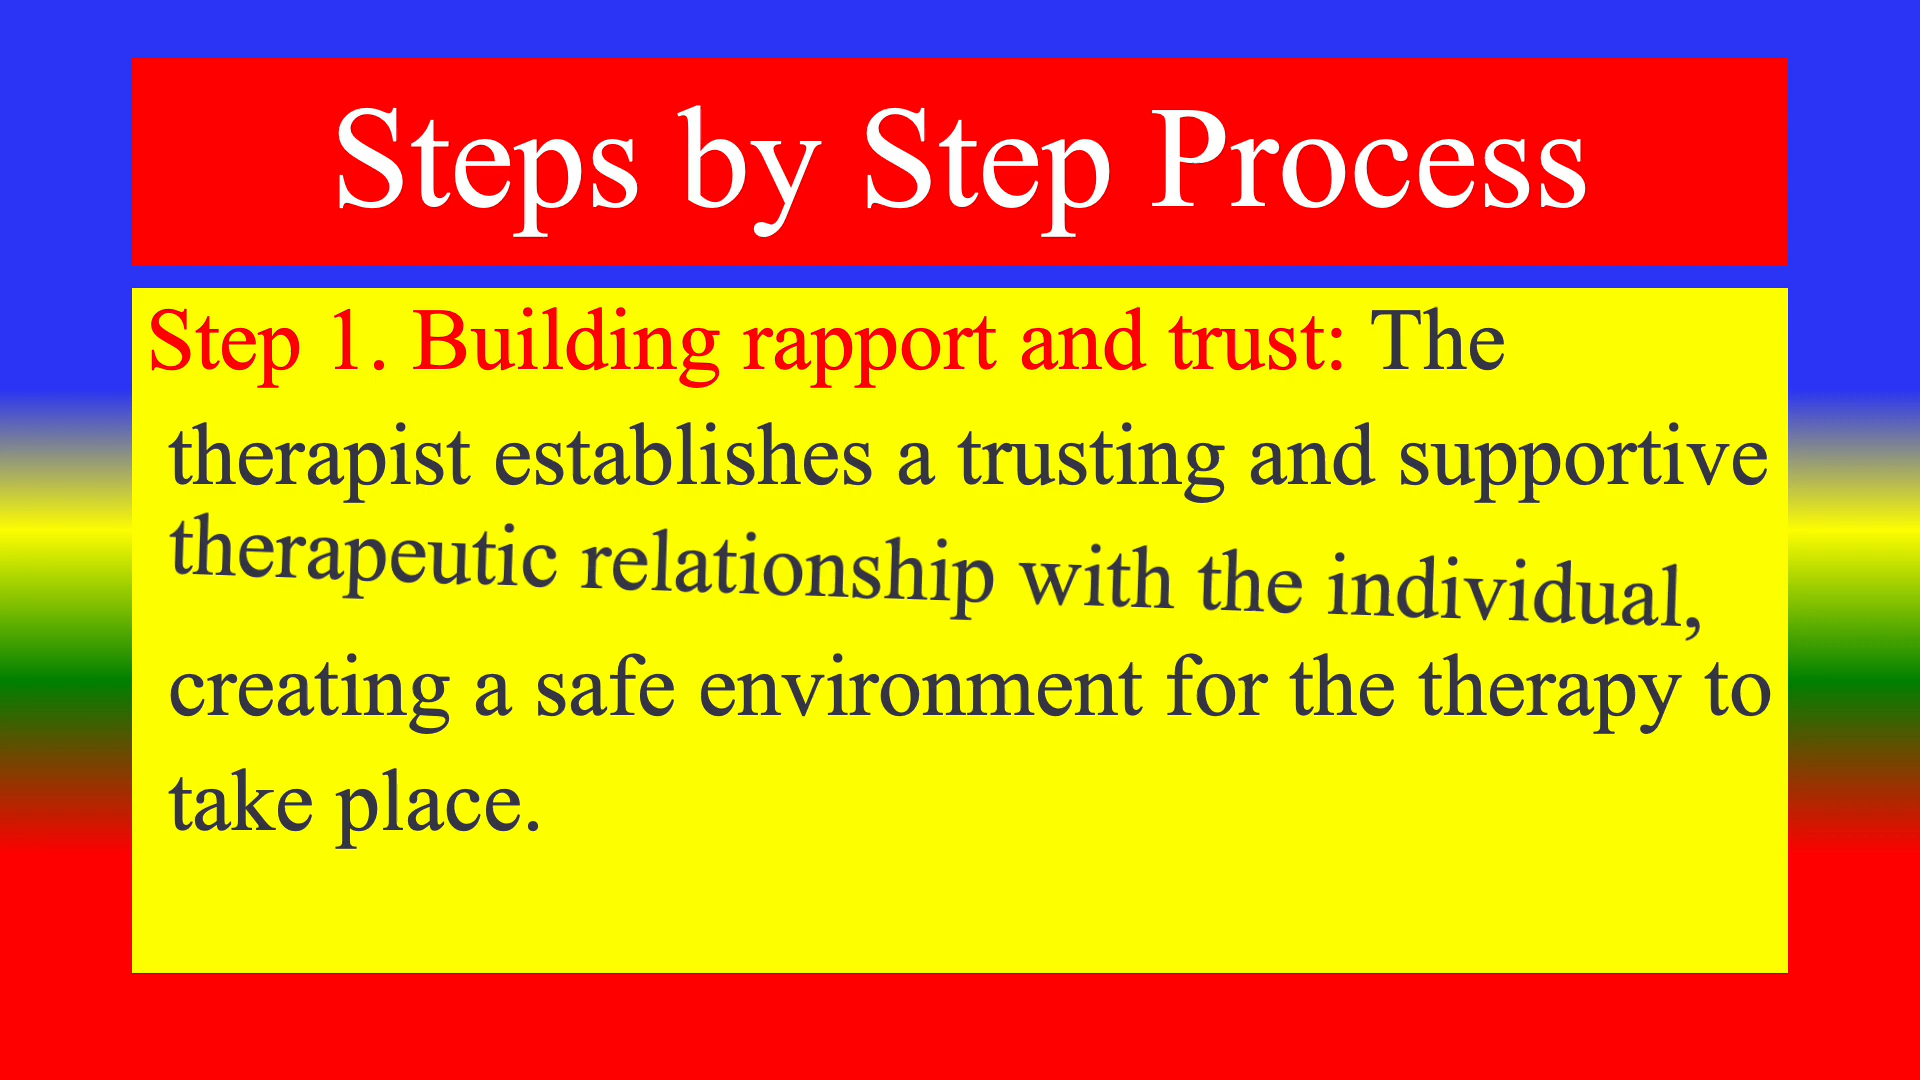 Steps by Step Process
Step 1. Building rapport and trust: The
therapist establishes a trusting and supportive
therapeutic relationship with the individual,
creating a safe environment for the therapy to
take place.